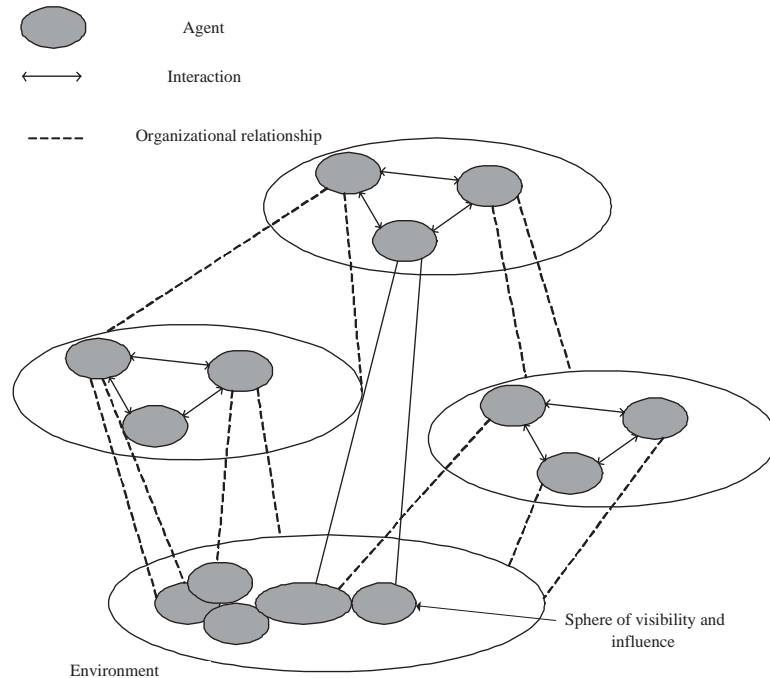 Agent
Interaction
Organizational relationship
Sphere of visibility and
influence
Environment